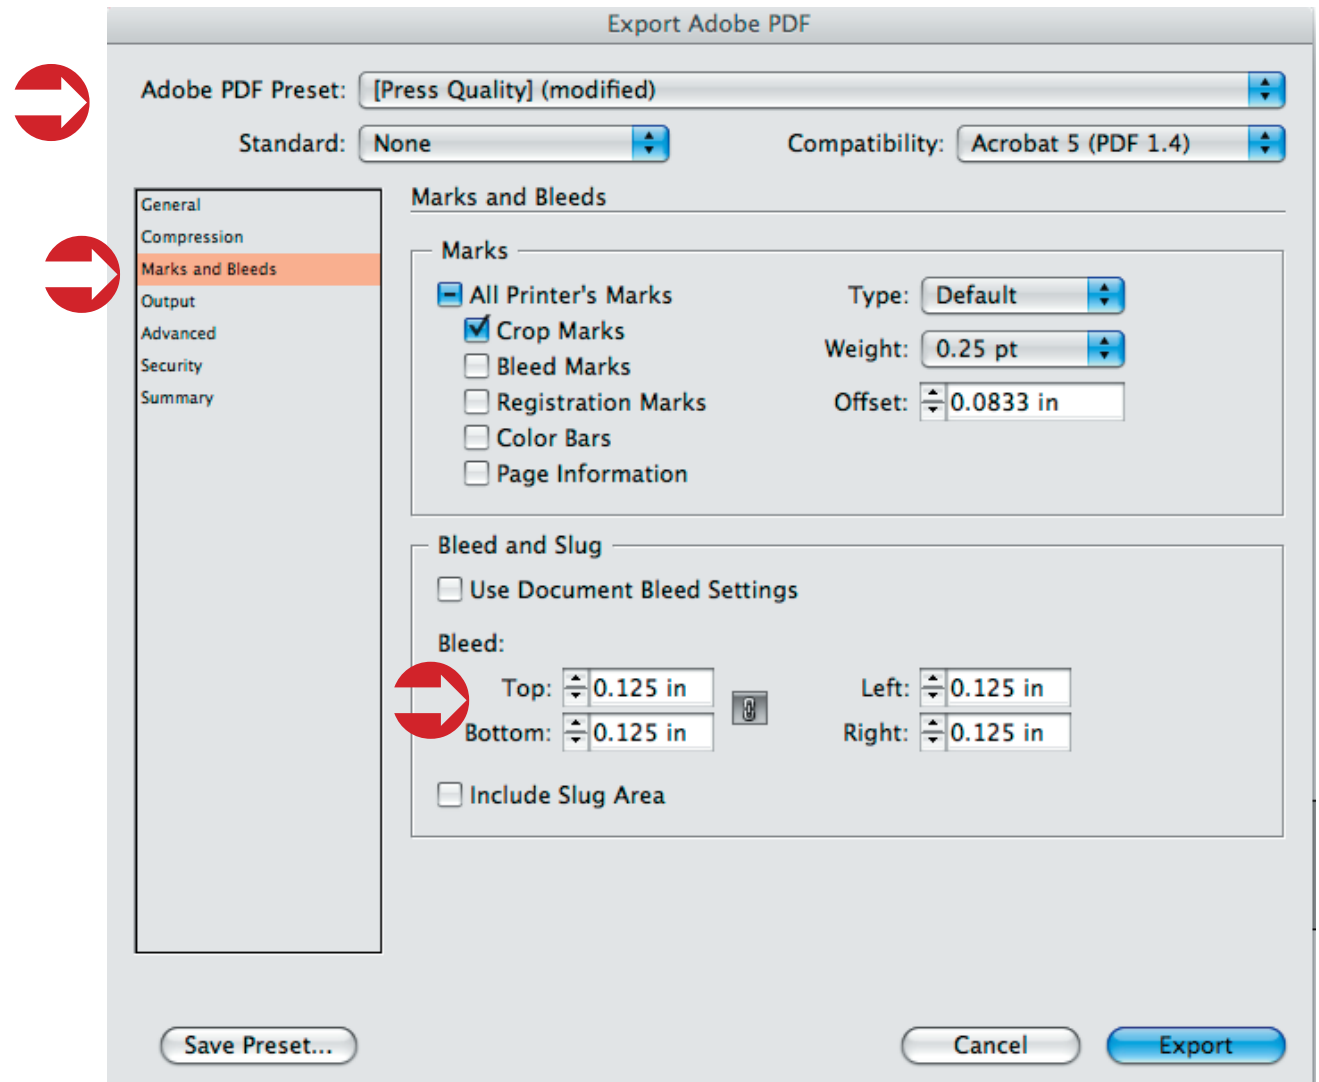 Export Adobe PDF
Adobe PDF Preset: [Press Quality] (modified)
Standard: None Compatibility: Acrobat 5 (PDF 1.4)
General
Compression
Marks and Bleeds
Output
Advanced
Security
Summary
Marks and Bleeds
Marks
All Printer's Marks
Crop Marks
Bleed Marks
Registration Marks
Color Bars
Page Information
Type: Default
Weight: 0.25 pt
Offset: 0.0833 in
Bleed and Slug
Use Document Bleed Settings
Bleed:
Top: 0.125 in Left: 0.125 in
Bottom: 0.125 in Right: 0.125 in
Include Slug Area
Save Preset... Cancel Export